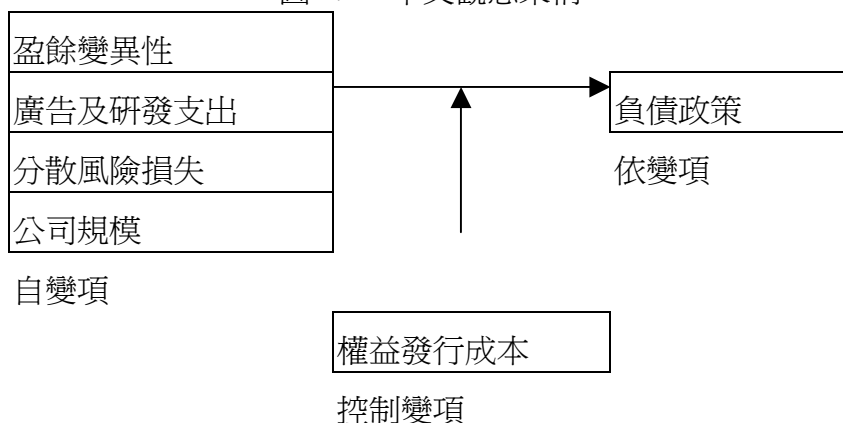 盈餘變異性
廣告及研發支出
負債政策
分散風險損失
依變項
公司規模
自變項
權益發行成本
控制變項